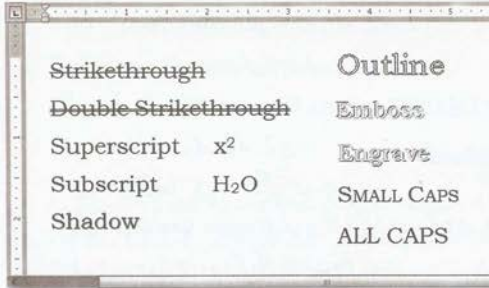 Strikethrough
Double Strikethrough
Superscript x²
Subscript H₂O
Shadow
Outline
Emboss
Engrave
SMALL CAPS
ALL CAPS